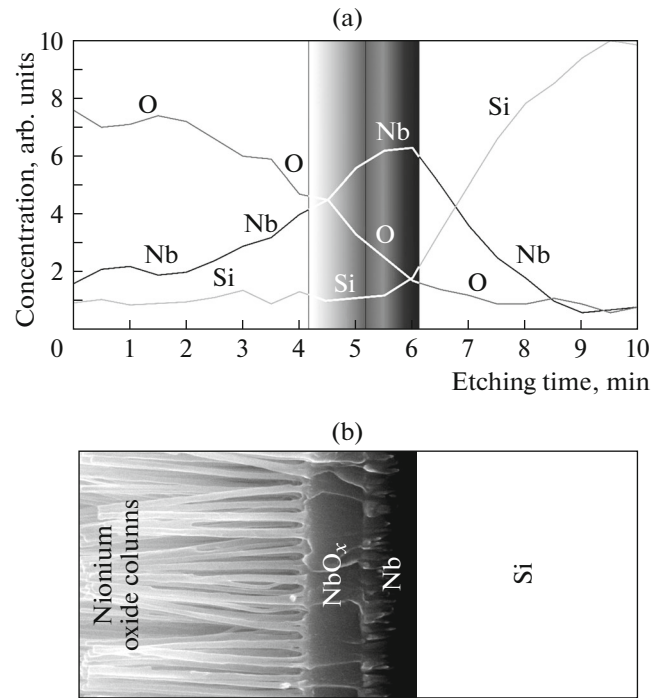 (a)
10
8
6
4
2
0
1
2
3
4
5
6
7
8
9
10
Concentration, arb. units
Etching time, min
O
O
Nb
Nb
Si
Nb
O
Si
Si
Nb
O
(b)
Nionium
oxide columns
NbOₓ
Nb
Si